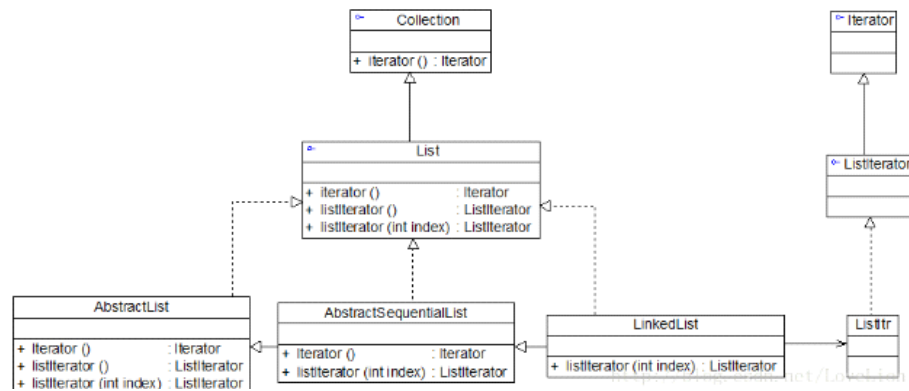 Collection
+ iterator () : Iterator
Iterator
List
+ iterator () : Iterator
+ listIterator () : ListIterator
+ listIterator (int index) : ListIterator
ListIterator
AbstractList
+ Iterator () : Iterator
+ listIterator () : ListIterator
+ listIterator (int index) : ListIterator
AbstractSequentialList
+ Iterator () : Iterator
+ listIterator (int index) : ListIterator
LinkedList
+ listIterator (int index) : ListIterator
ListItr